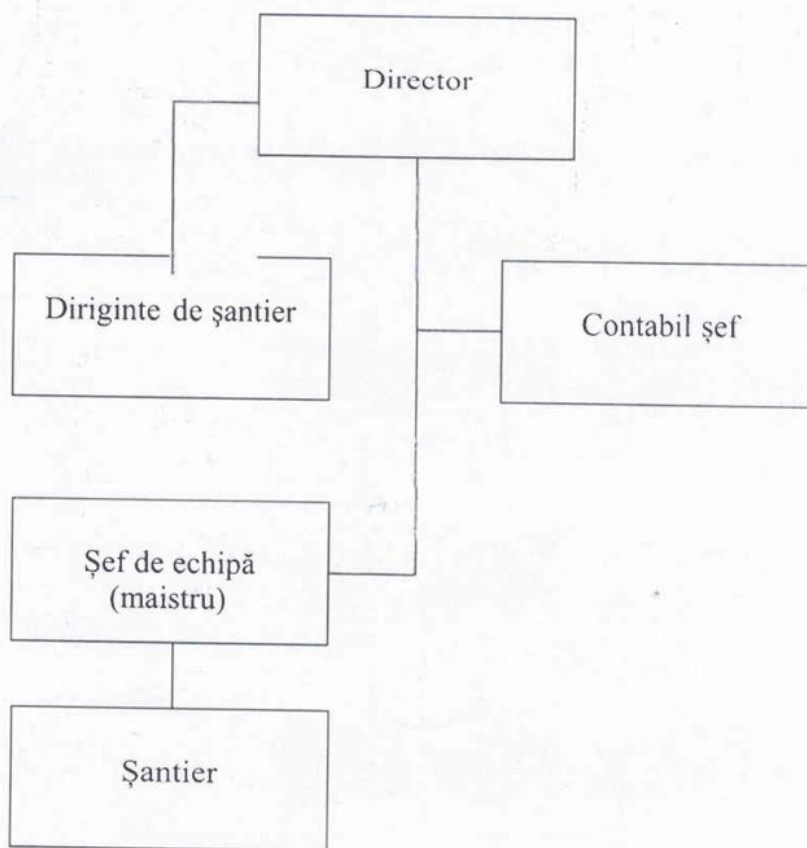 Director
Diriginte de șantier
Contabil șef
Șef de echipă
(maistru)
Șantier